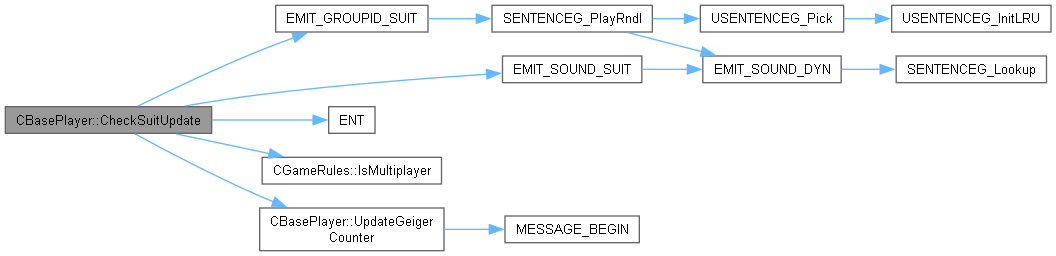 EMIT_GROUPID_SUIT
SENTENCEG_PlayRndI
USENTENCEG_Pick
USENTENCEG_InitLRU
EMIT_SOUND_SUIT
EMIT_SOUND_DYN
SENTENCEG_Lookup
CBasePlayer::CheckSuitUpdate
ENT
CGameRules::IsMultiplayer
CBasePlayer::UpdateGeiger
Counter
MESSAGE_BEGIN